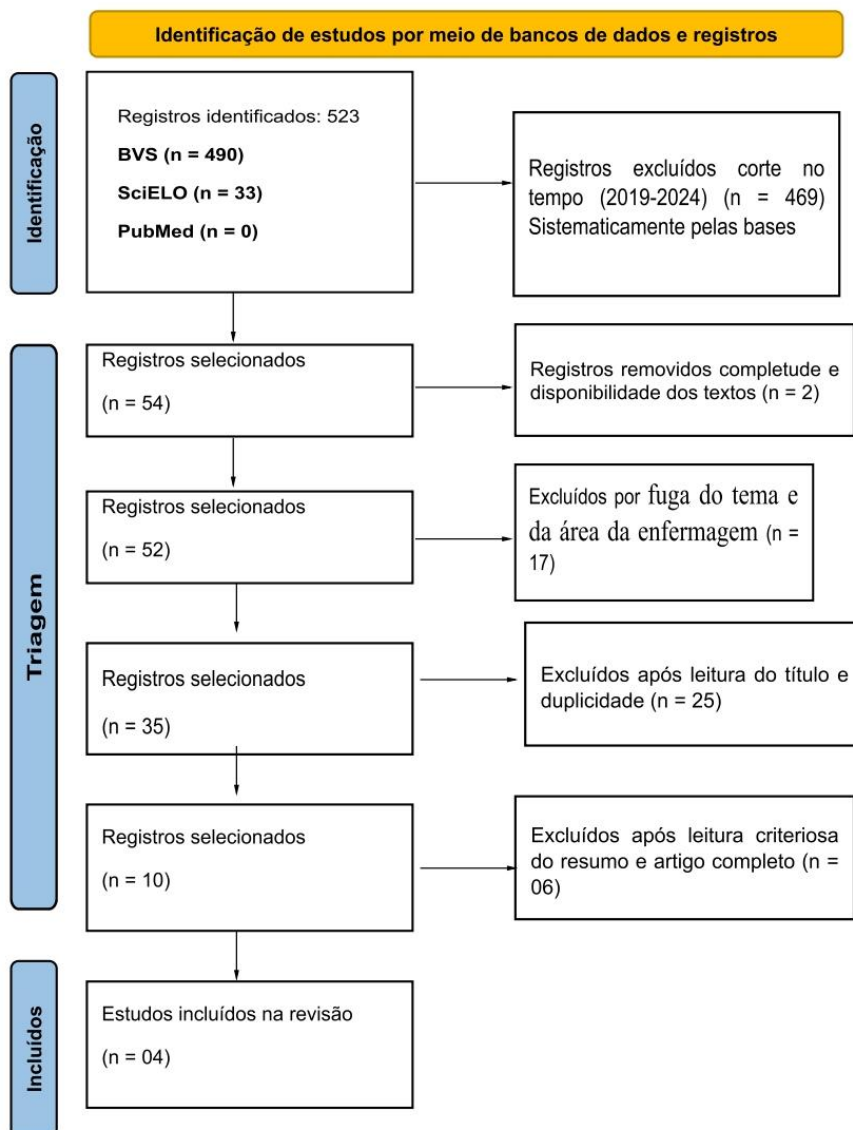 Identificação de estudos por meio de bancos de dados e registros
Identificação
Registros identificados: 523
BVS (n = 490)
SciELO (n = 33)
PubMed (n = 0)
Registros excluídos corte no
tempo (2019-2024) (n = 469)
Sistematicamente pelas bases
Triagem
Registros selecionados
(n = 54)
Registros removidos completude e
disponibilidade dos textos (n = 2)
Registros selecionados
(n = 52)
Excluídos por fuga do tema e
da área da enfermagem (n =
17)
Registros selecionados
(n = 35)
Excluídos após leitura do título e
duplicidade (n = 25)
Registros selecionados
(n = 10)
Excluídos após leitura criteriosa
do resumo e artigo completo (n =
06)
Incluídos
Estudos incluídos na revisão
(n = 04)